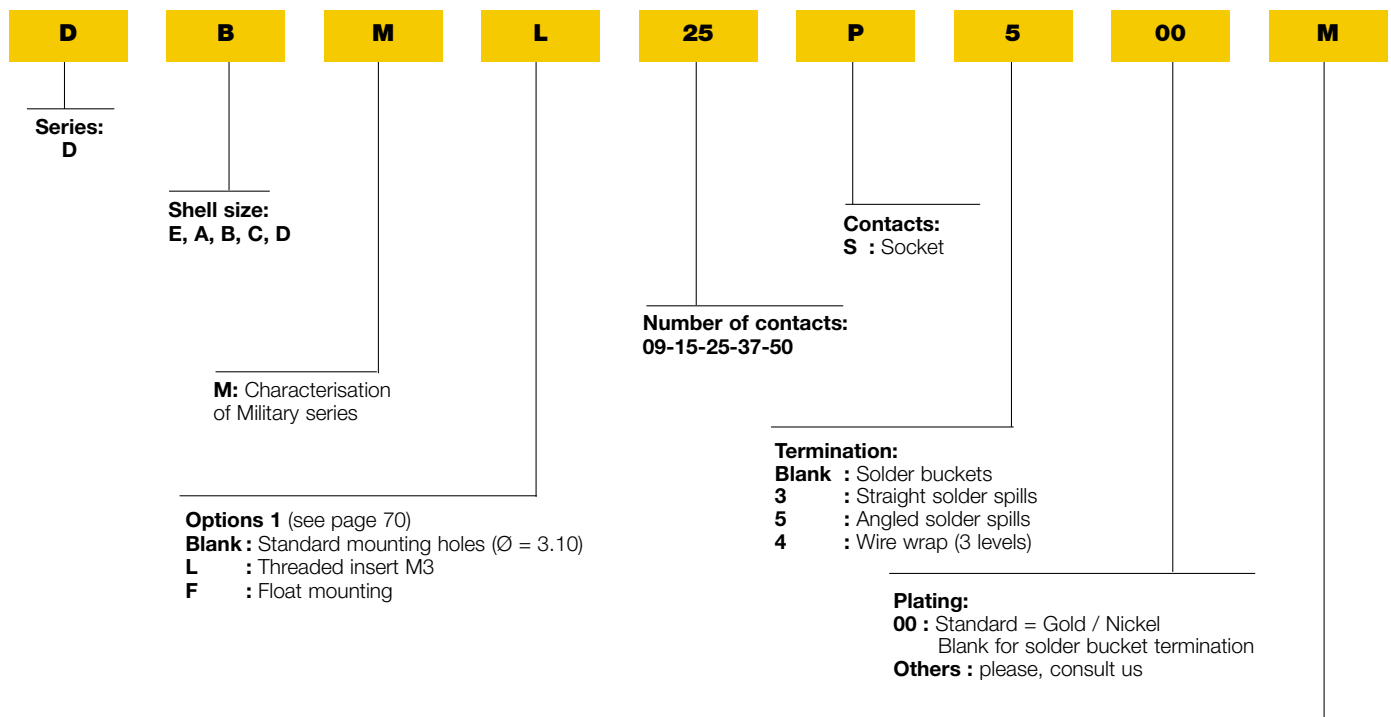 D B M L 25 P 5 00 M
Series:
D
Shell size:
E, A, B, C, D
Contacts:
S : Socket
Number of contacts:
09-15-25-37-50
M: Characterisation
of Military series
Termination:
Blank : Solder buckets
3 : Straight solder spills
5 : Angled solder spills
4 : Wire wrap (3 levels)
Options 1 (see page 70)
Blank : Standard mounting holes (Ø = 3.10)
L : Threaded insert M3
F : Float mounting
Plating:
00 : Standard = Gold / Nickel
Blank for solder bucket termination
Others : please, consult us